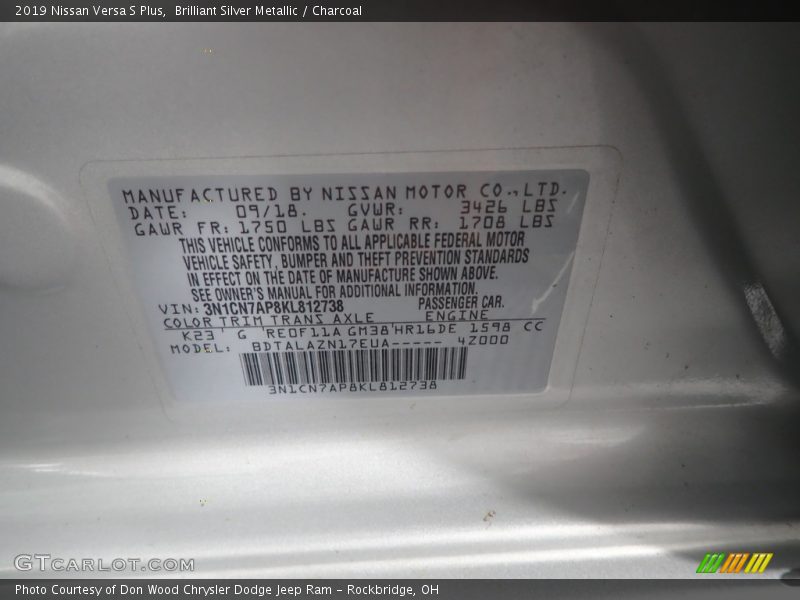 2019 Nissan Versa S Plus,  Brilliant Silver Metallic / Charcoal
MANUFACTURED BY NISSAN MOTOR CO., LTD.
DATE: 09/18. GVWR: 3426 LBS
GAWR FR: 1750 LBS GAWR RR: 1708 LBS
THIS VEHICLE CONFORMS TO ALL APPLICABLE FEDERAL MOTOR
VEHICLE SAFETY, BUMPER AND THEFT PREVENTION STANDARDS
IN EFFECT ON THE DATE OF MANUFACTURE SHOWN ABOVE.
SEE OWNER'S MANUAL FOR ADDITIONAL INFORMATION.
VIN: 3N1CN7AP8KL812738 PASSENGER CAR.
COLOR TRIM TRANS AXLE ENGINE
K23 G RE0F11A GM38 HR16DE 1598 CC
MODEL: BDTALAZN17EUA----- 4Z000
3N1CN7AP8KL812738
GTCARLOT.COM
Photo Courtesy of Don Wood Chrysler Dodge Jeep Ram – Rockbridge, OH